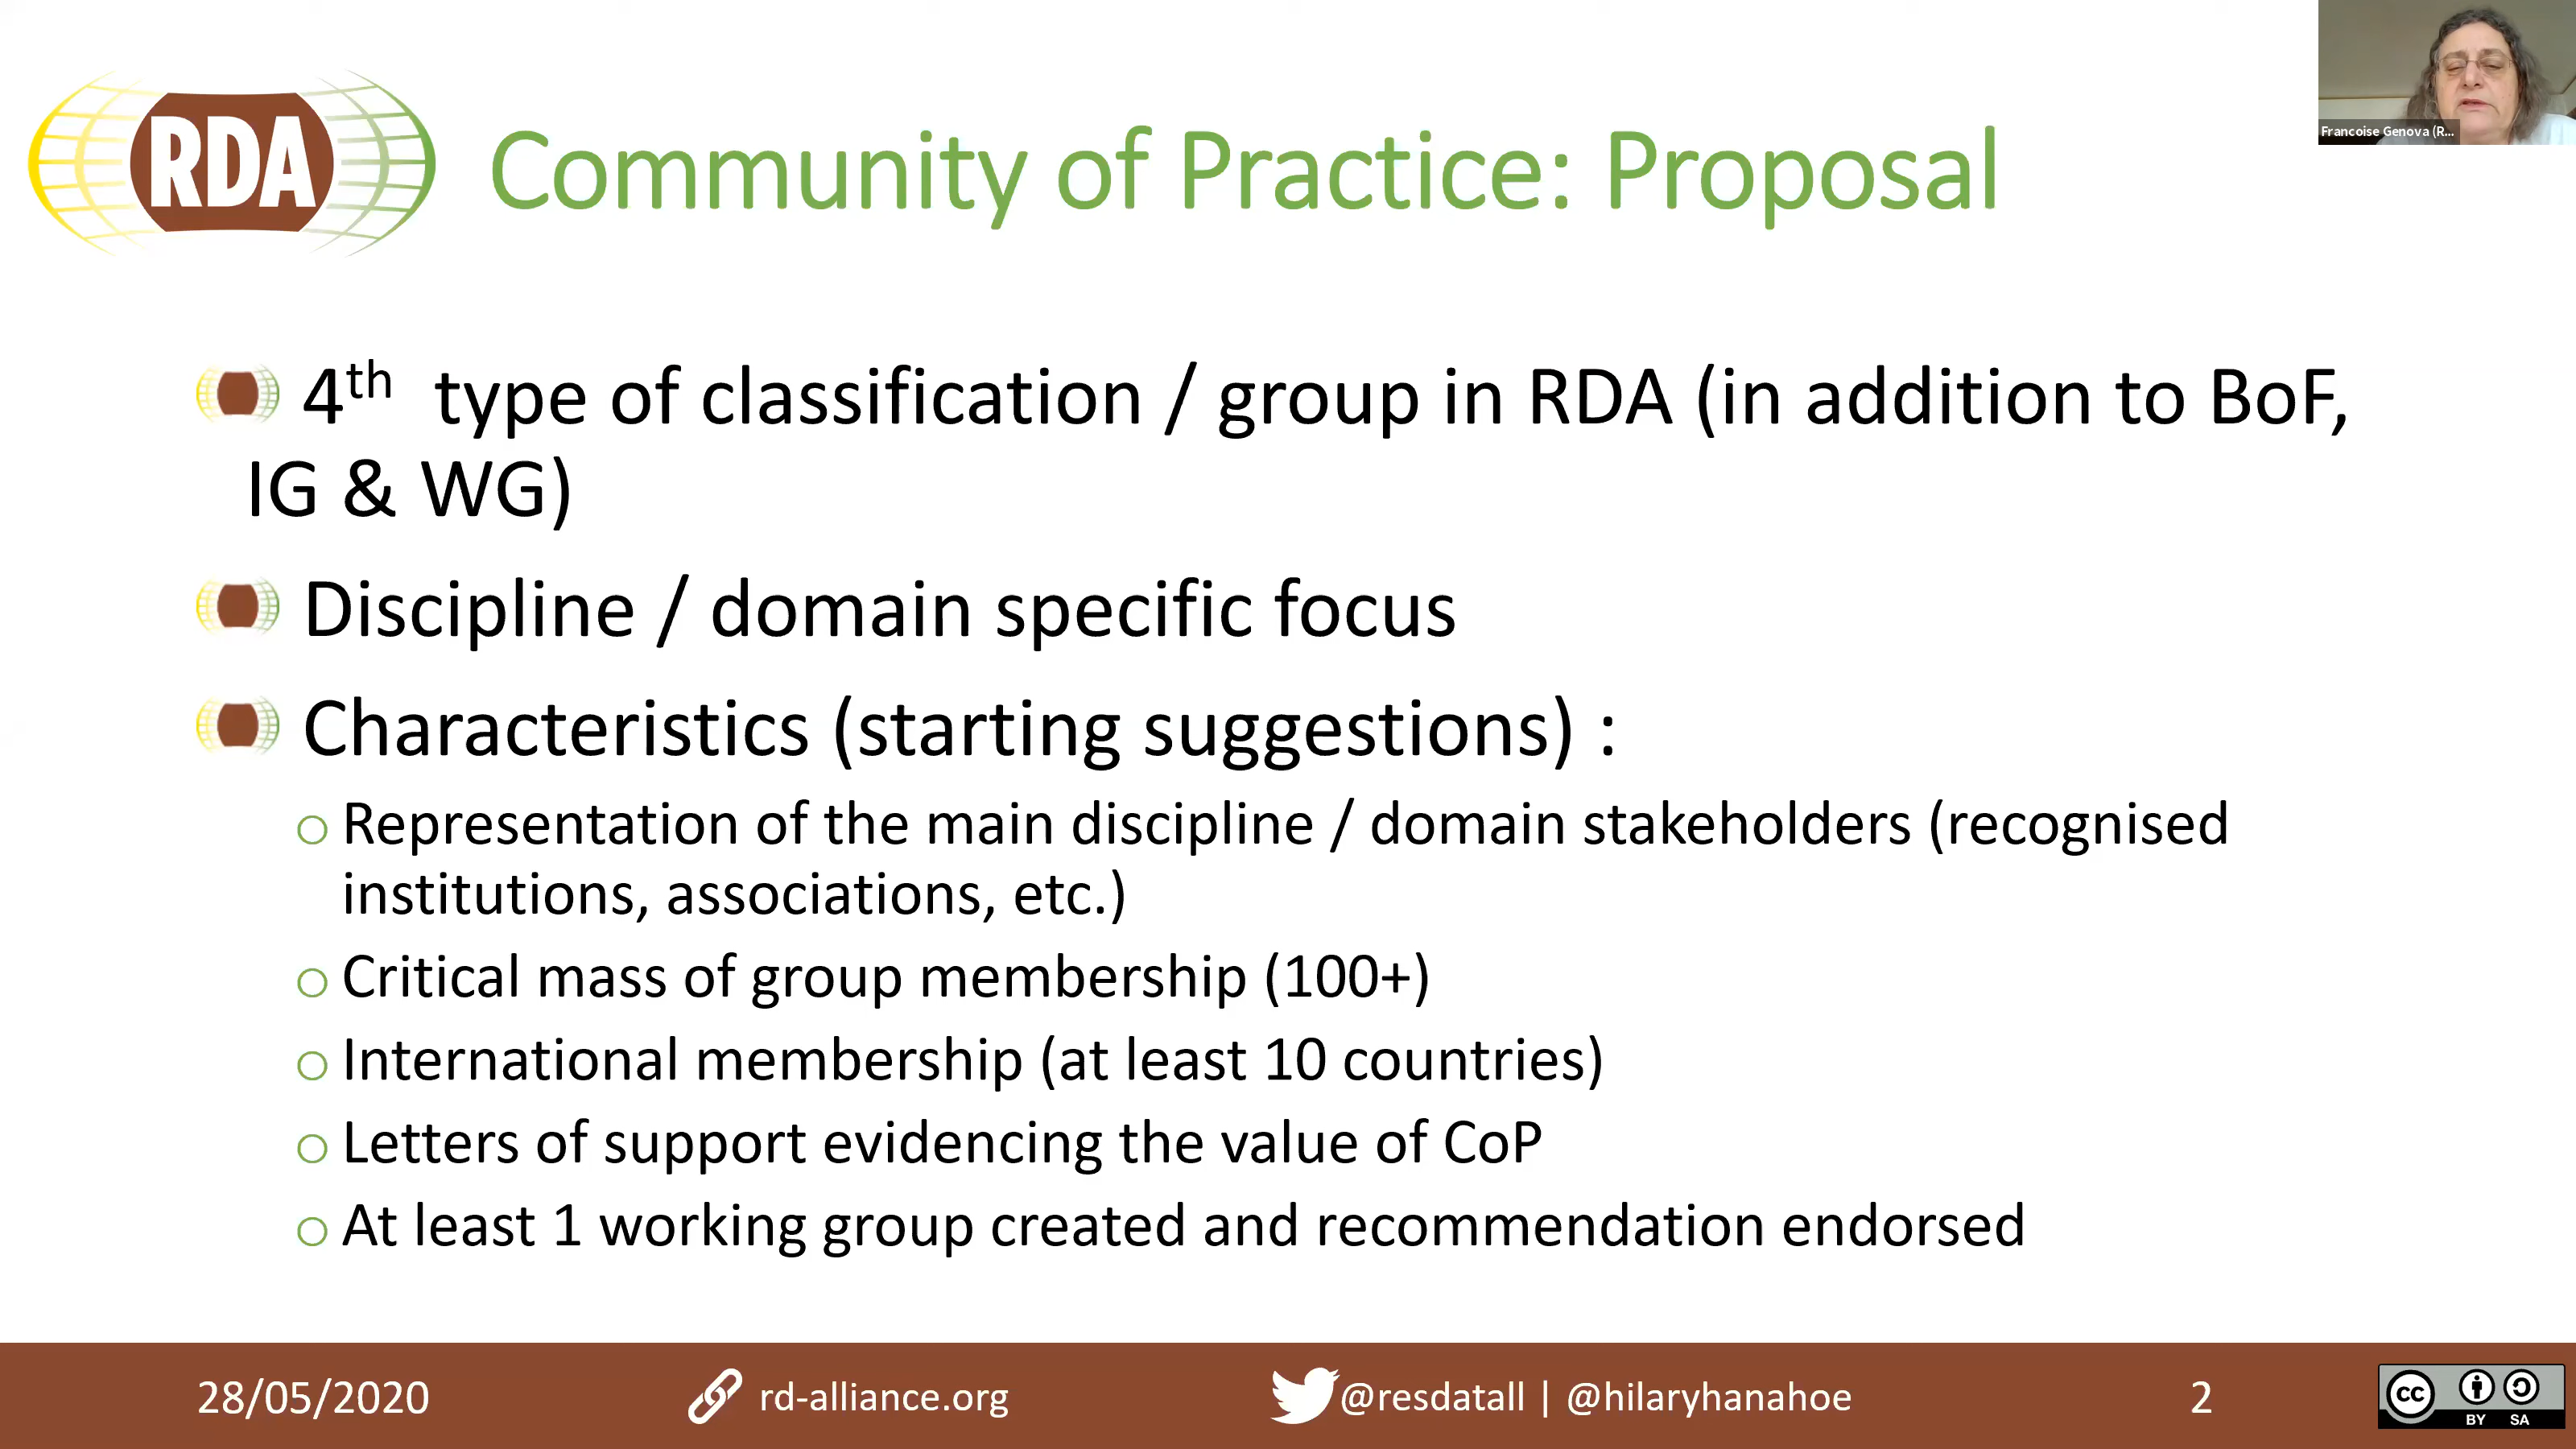 Francoise Genova (R...
RDA
Community of Practice: Proposal
4th type of classification / group in RDA (in addition to BoF,
IG & WG)
Discipline / domain specific focus
Characteristics (starting suggestions) :
Representation of the main discipline / domain stakeholders (recognised
institutions, associations, etc.)
Critical mass of group membership (100+)
International membership (at least 10 countries)
Letters of support evidencing the value of CoP
At least 1 working group created and recommendation endorsed
28/05/2020
rd-alliance.org
@resdatall | @hilaryhanahoe
2
cc
BY SA